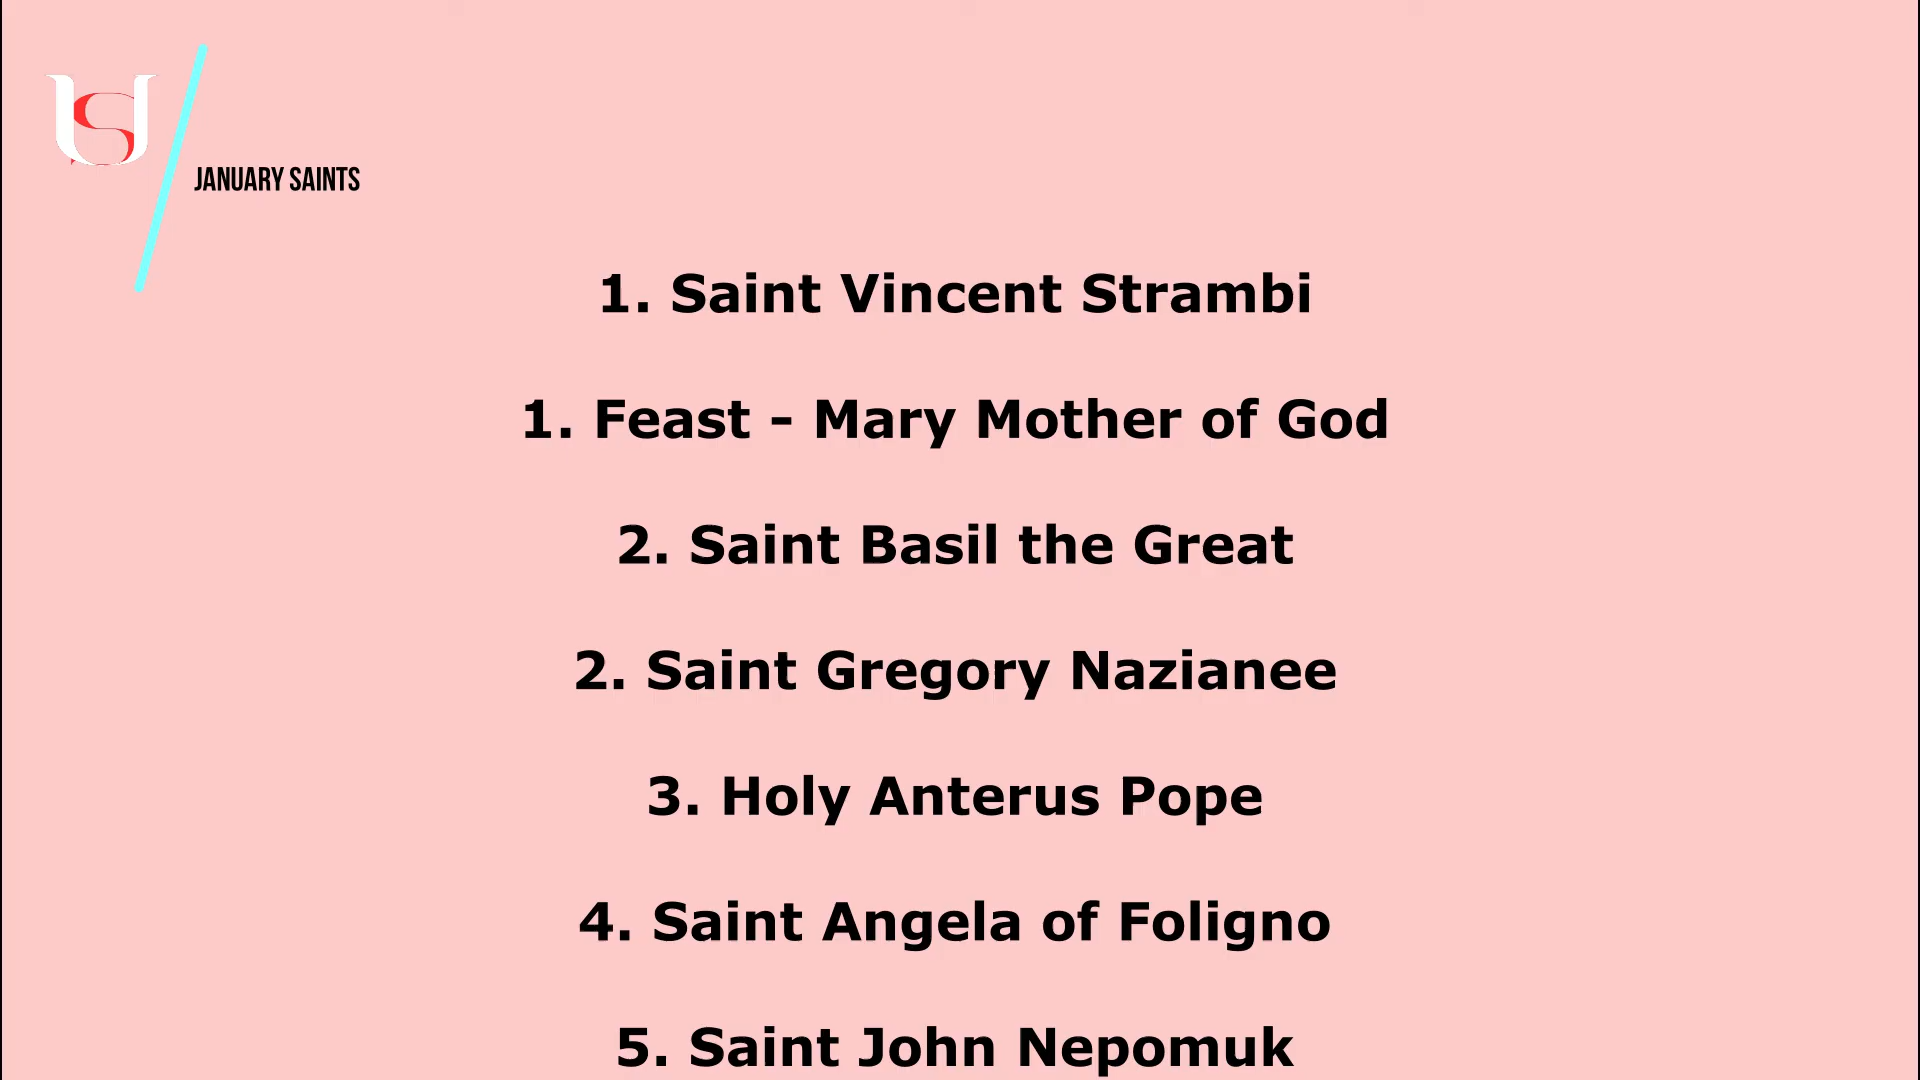 US
JANUARY SAINTS
1. Saint Vincent Strambi
1. Feast - Mary Mother of God
2. Saint Basil the Great
2. Saint Gregory Nazianee
3. Holy Anterus Pope
4. Saint Angela of Foligno
5. Saint John Nepomuk